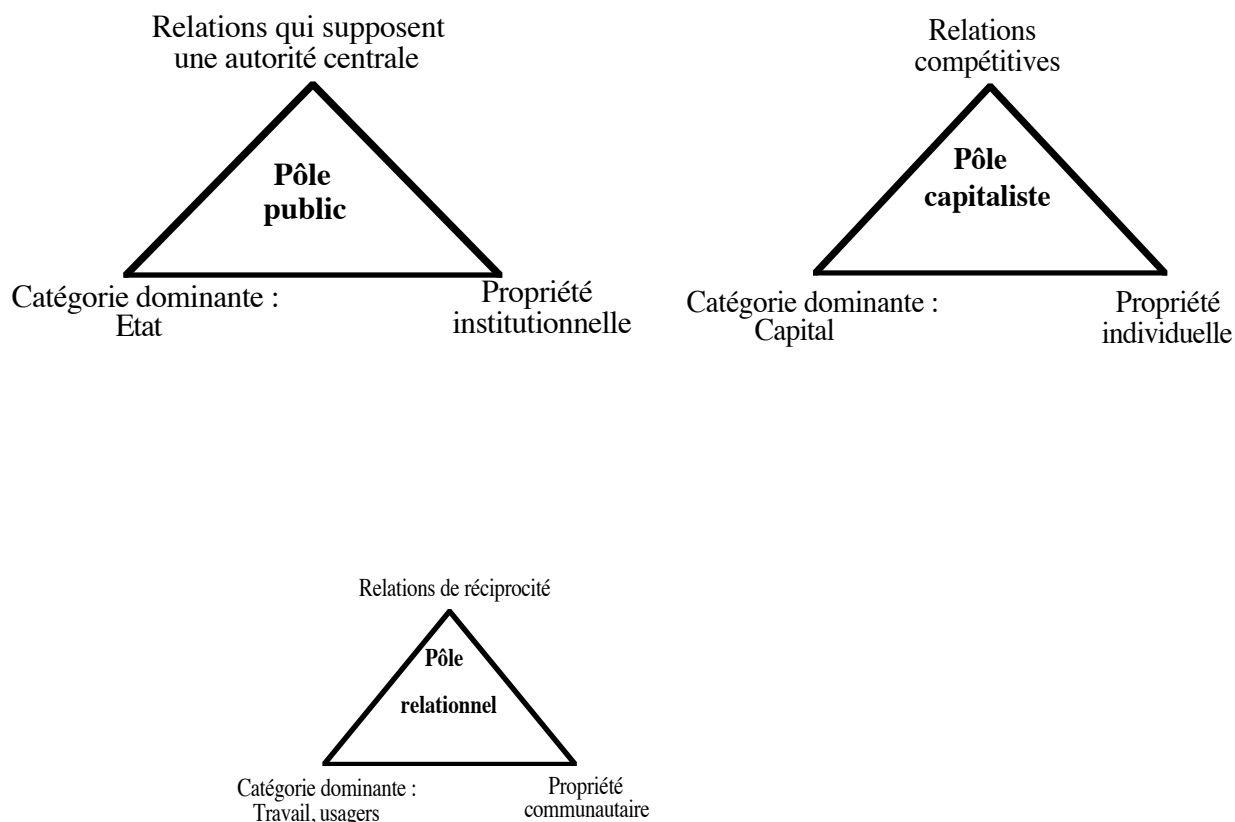 Relations qui supposent
une autorité centrale
Pôle
public
Catégorie dominante :
Etat
Propriété
institutionnelle
Relations
compétitives
Pôle
capitaliste
Catégorie dominante :
Capital
Propriété
individuelle
Relations de réciprocité
Pôle
relationnel
Catégorie dominante :
Travail, usagers
Propriété
communautaire